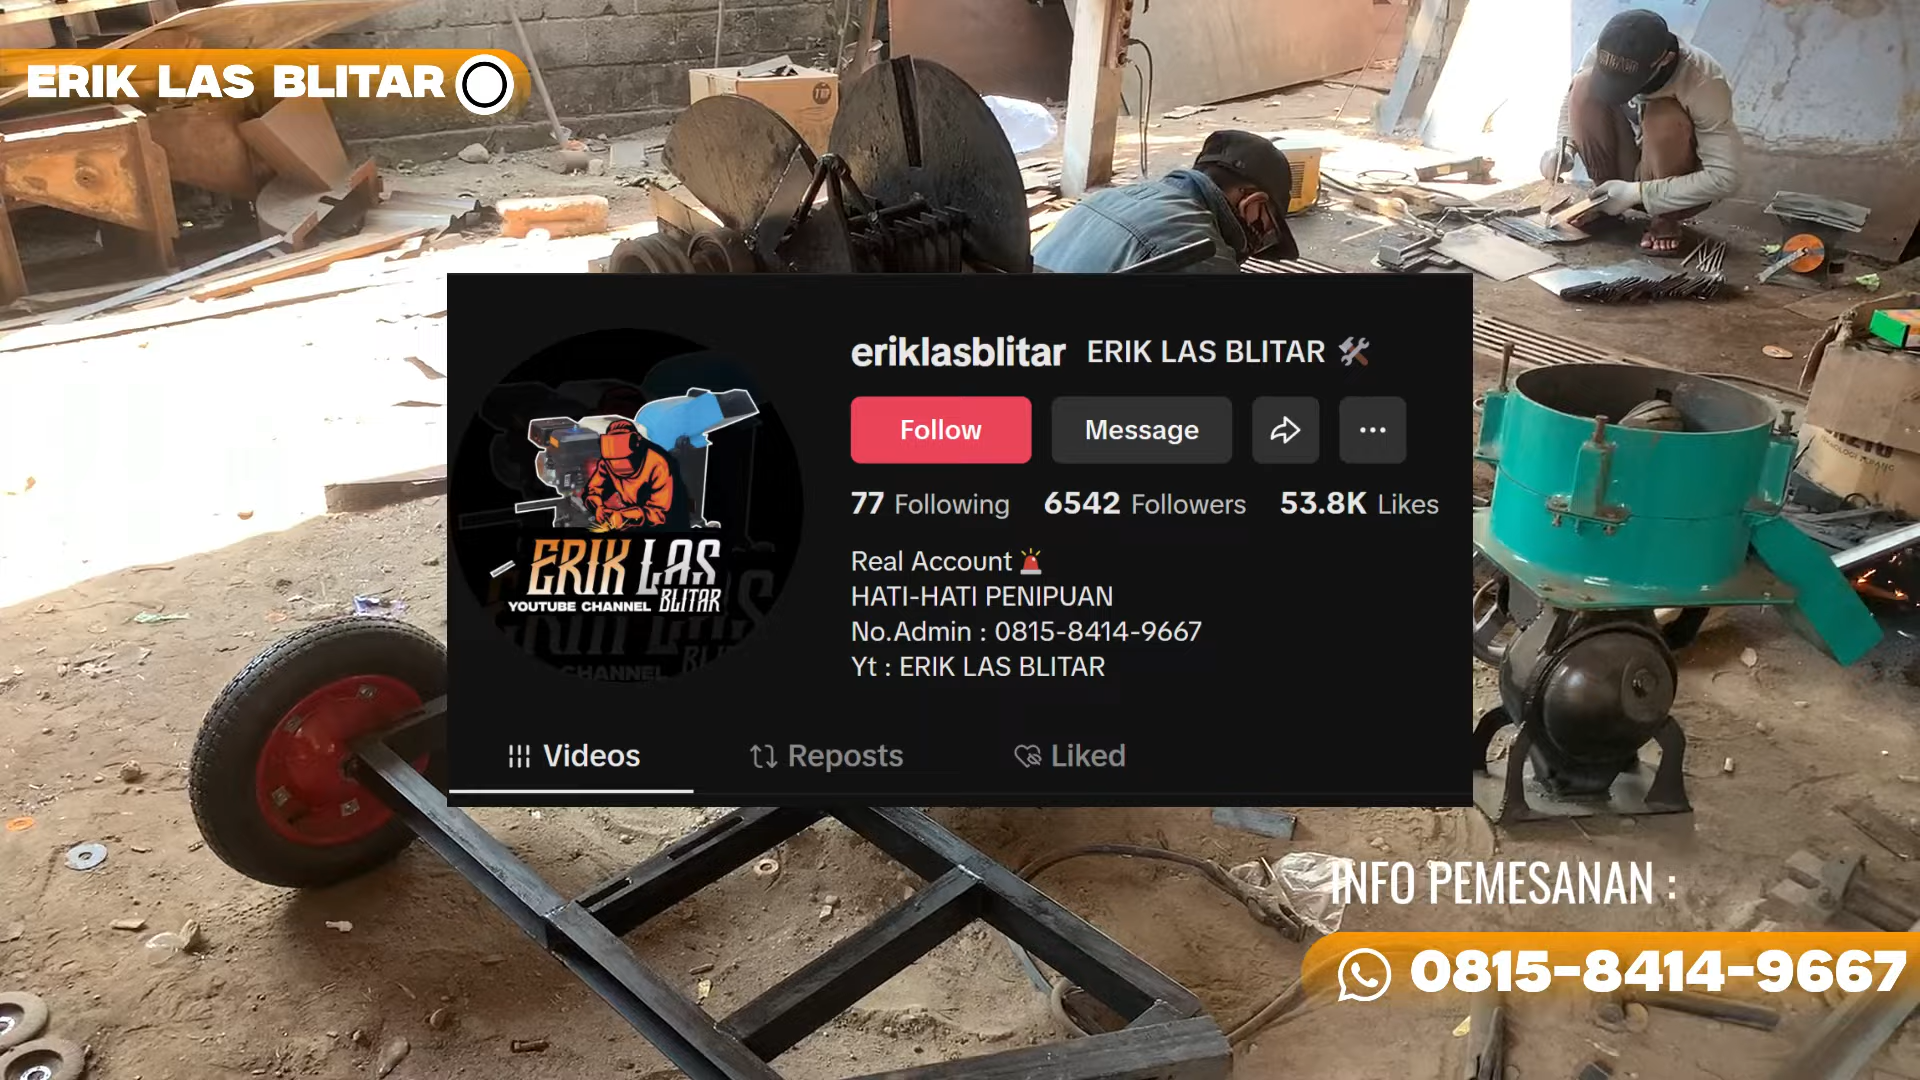 ERIK LAS BLITAR
eriklasblitar ERIK LAS BLITAR
Follow Message
77 Following 6542 Followers 53.8K Likes
Real Account
HATI-HATI PENIPUAN
No.Admin : 0815-8414-9667
Yt : ERIK LAS BLITAR
ERIK LAS
YOUTUBE CHANNEL BLITAR
Videos Reposts Liked
INFO PEMESANAN :
0815-8414-9667